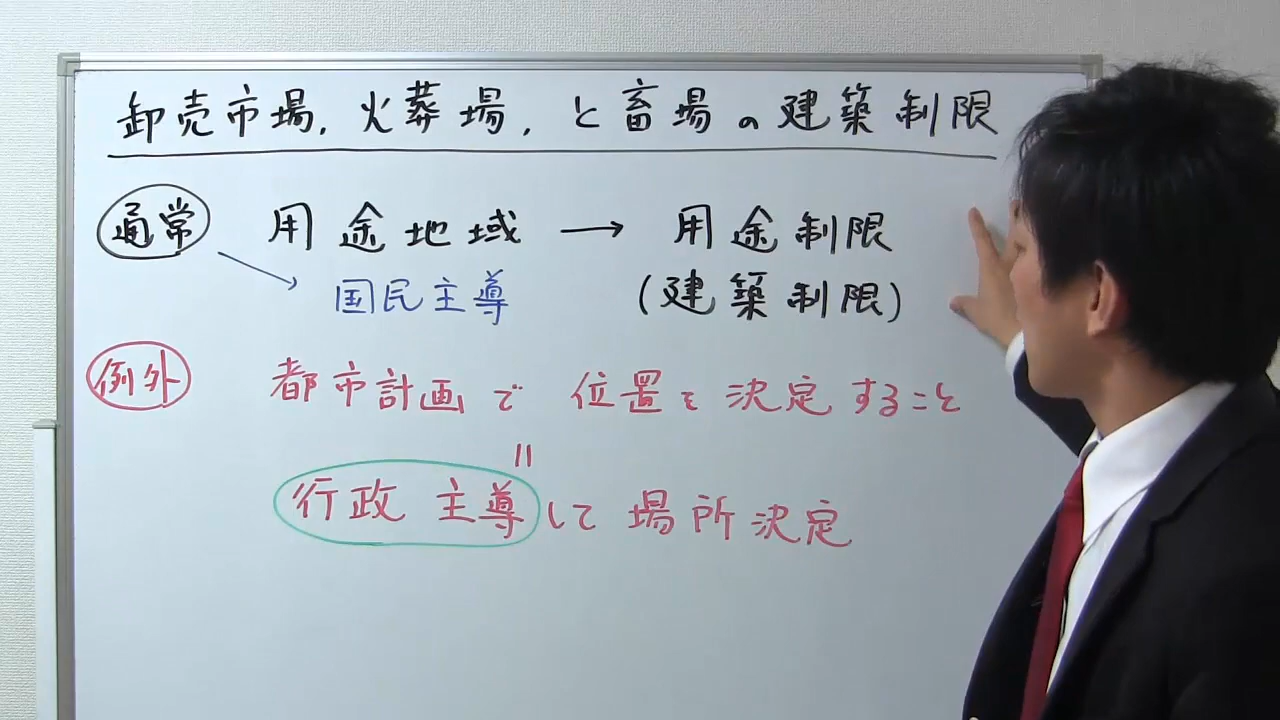 卸売市場,火葬場,と畜場の建築制限
通常 用途地域 → 用途制限
国民主導 (建築制限)
例外 都市計画で 位置を決定すること
=
行政主導して場所決定